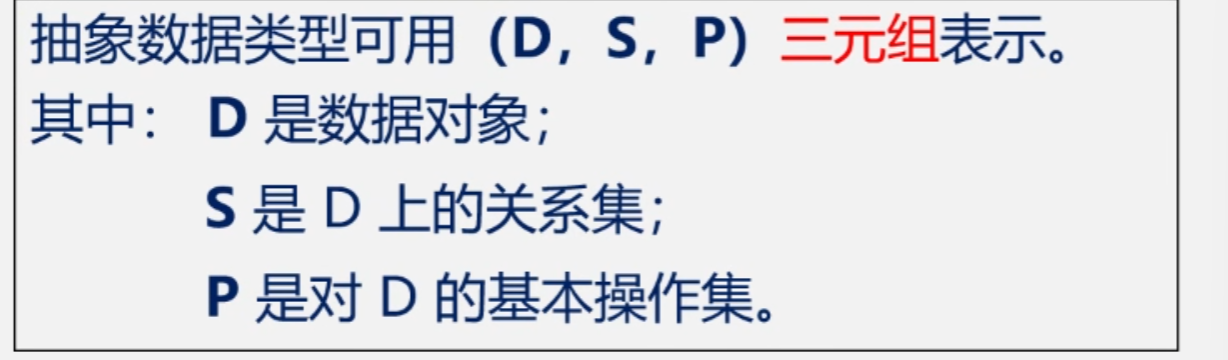 抽象数据类型可用（D，S，P）三元组表示。
其中： D 是数据对象；
S 是 D 上的关系集；
P 是对 D 的基本操作集。